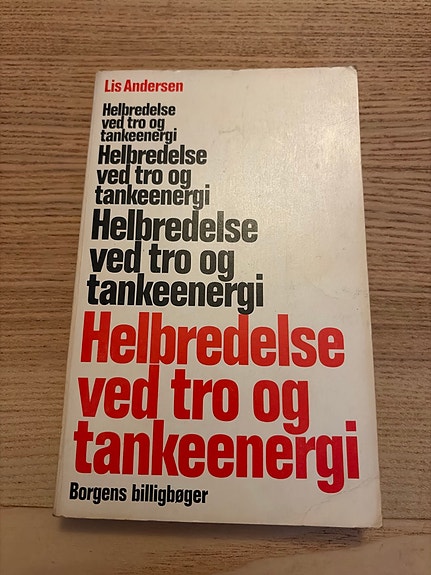 Lis Andersen
Helbredelse
ved tro og
tankeenergi
Helbredelse
ved tro og
tankeenergi
Helbredelse
ved tro og
tankeenergi
Helbredelse
ved tro og
tankeenergi
Borgens billigbøger